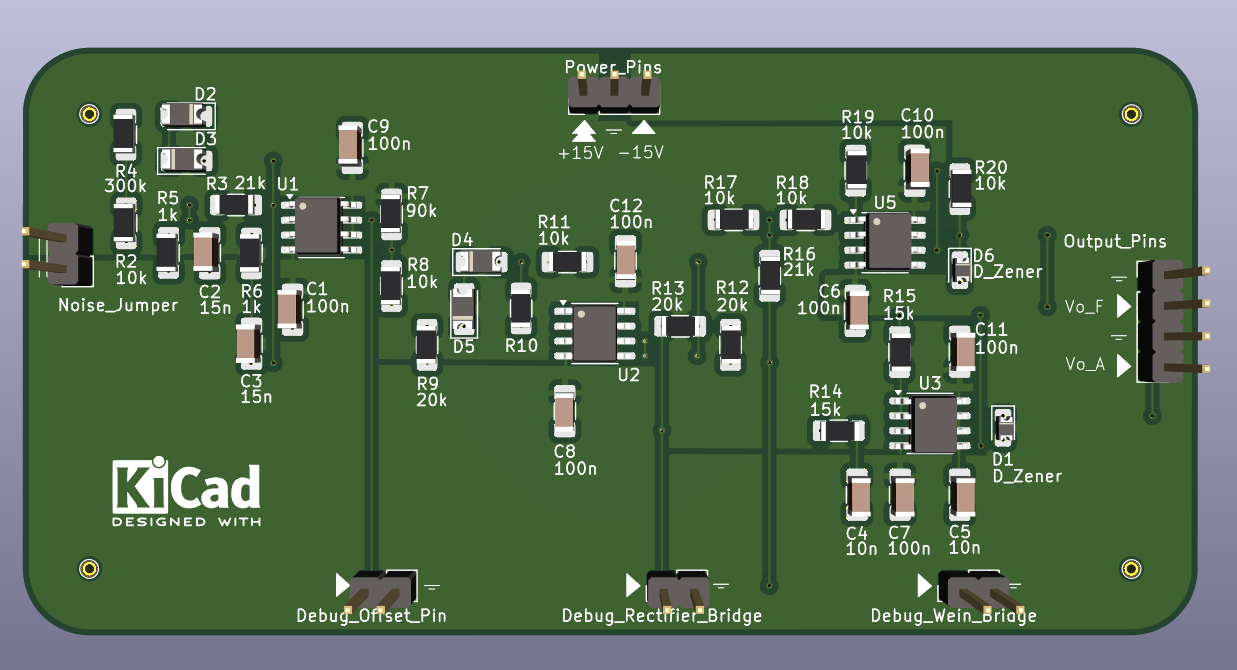 Power_Pins
+15V
-15V
D2
D3
R4
300k
R5
1k
R3 21k
U1
C9
100n
R7
90k
R2
10k
C2
15n
R6
1k
C1
100n
R8
10k
Noise_Jumper
C3
15n
D4
D5
R9
20k
R10
R11
10k
C12
100n
U2
C8
100n
R13
20k
R12
20k
R17
10k
R18
10k
R16
21k
R19
10k
C10
100n
R20
10k
U5
D6
D_Zener
C6
100n
R15
15k
C11
100n
R14
15k
U3
D1
D_Zener
C4
10n
C7
100n
C5
10n
Output_Pins
Vo_F
Vo_A
KiCad
DESIGNED WITH
Debug_Offset_Pin
Debug_Rectifier_Bridge
Debug_Wein_Bridge